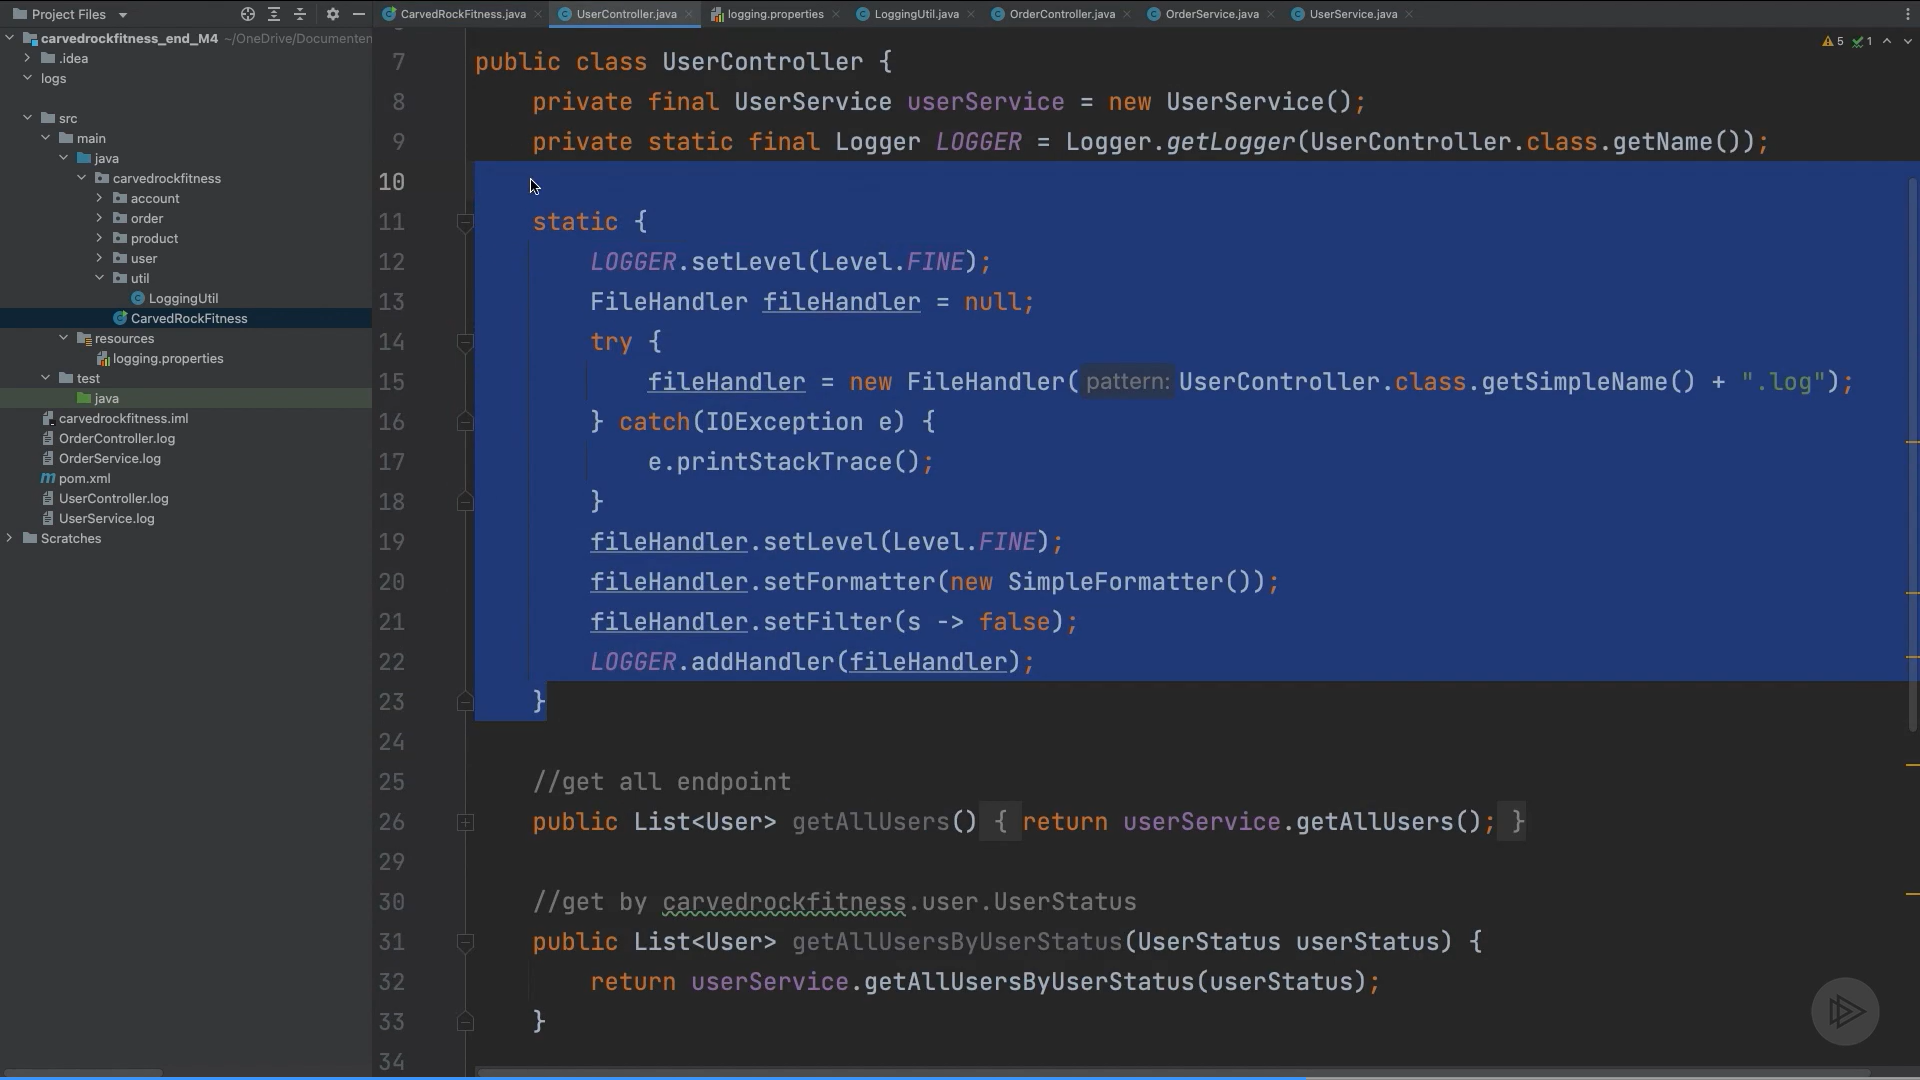 Project Files
carvedrockfitness_end_M4 ~/OneDrive/Documenten
.idea
logs
src
main
java
carvedrockfitness
account
order
product
user
util
LoggingUtil
CarvedRockFitness
resources
logging.properties
test
java
carvedrockfitness.iml
OrderController.log
OrderService.log
pom.xml
UserController.log
UserService.log
Scratches
CarvedRockFitness.java UserController.java logging.properties LoggingUtil.java OrderController.java OrderService.java UserService.java
5 1
7 public class UserController {
8 private final UserService userService = new UserService();
9 private static final Logger LOGGER = Logger.getLogger(UserController.class.getName());
10
11 static {
12 LOGGER.setLevel(Level.FINE);
13 FileHandler fileHandler = null;
14 try {
15 fileHandler = new FileHandler( pattern: UserController.class.getSimpleName() + ".log");
16 } catch(IOException e) {
17 e.printStackTrace();
18 }
19 fileHandler.setLevel(Level.FINE);
20 fileHandler.setFormatter(new SimpleFormatter());
21 fileHandler.setFilter(s -> false);
22 LOGGER.addHandler(fileHandler);
23 }
24
25 //get all endpoint
26 public List<User> getAllUsers() { return userService.getAllUsers(); }
29
30 //get by carvedrockfitness.user.UserStatus
31 public List<User> getAllUsersByUserStatus(UserStatus userStatus) {
32 return userService.getAllUsersByUserStatus(userStatus);
33 }
34